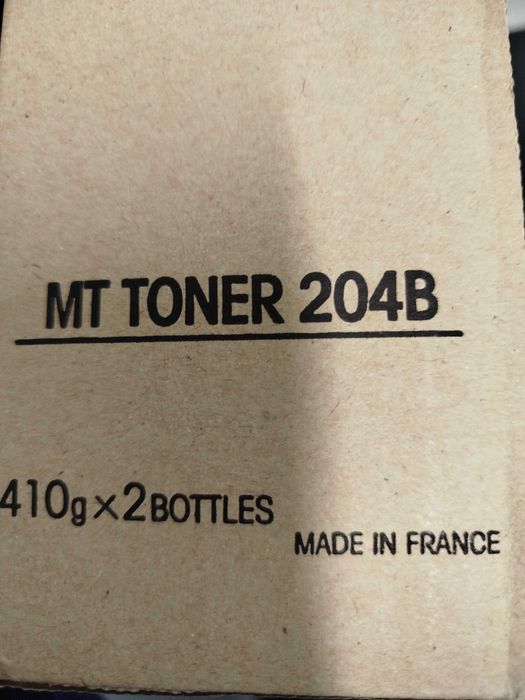 MT TONER 204B
410g×2BOTTLES
MADE IN FRANCE